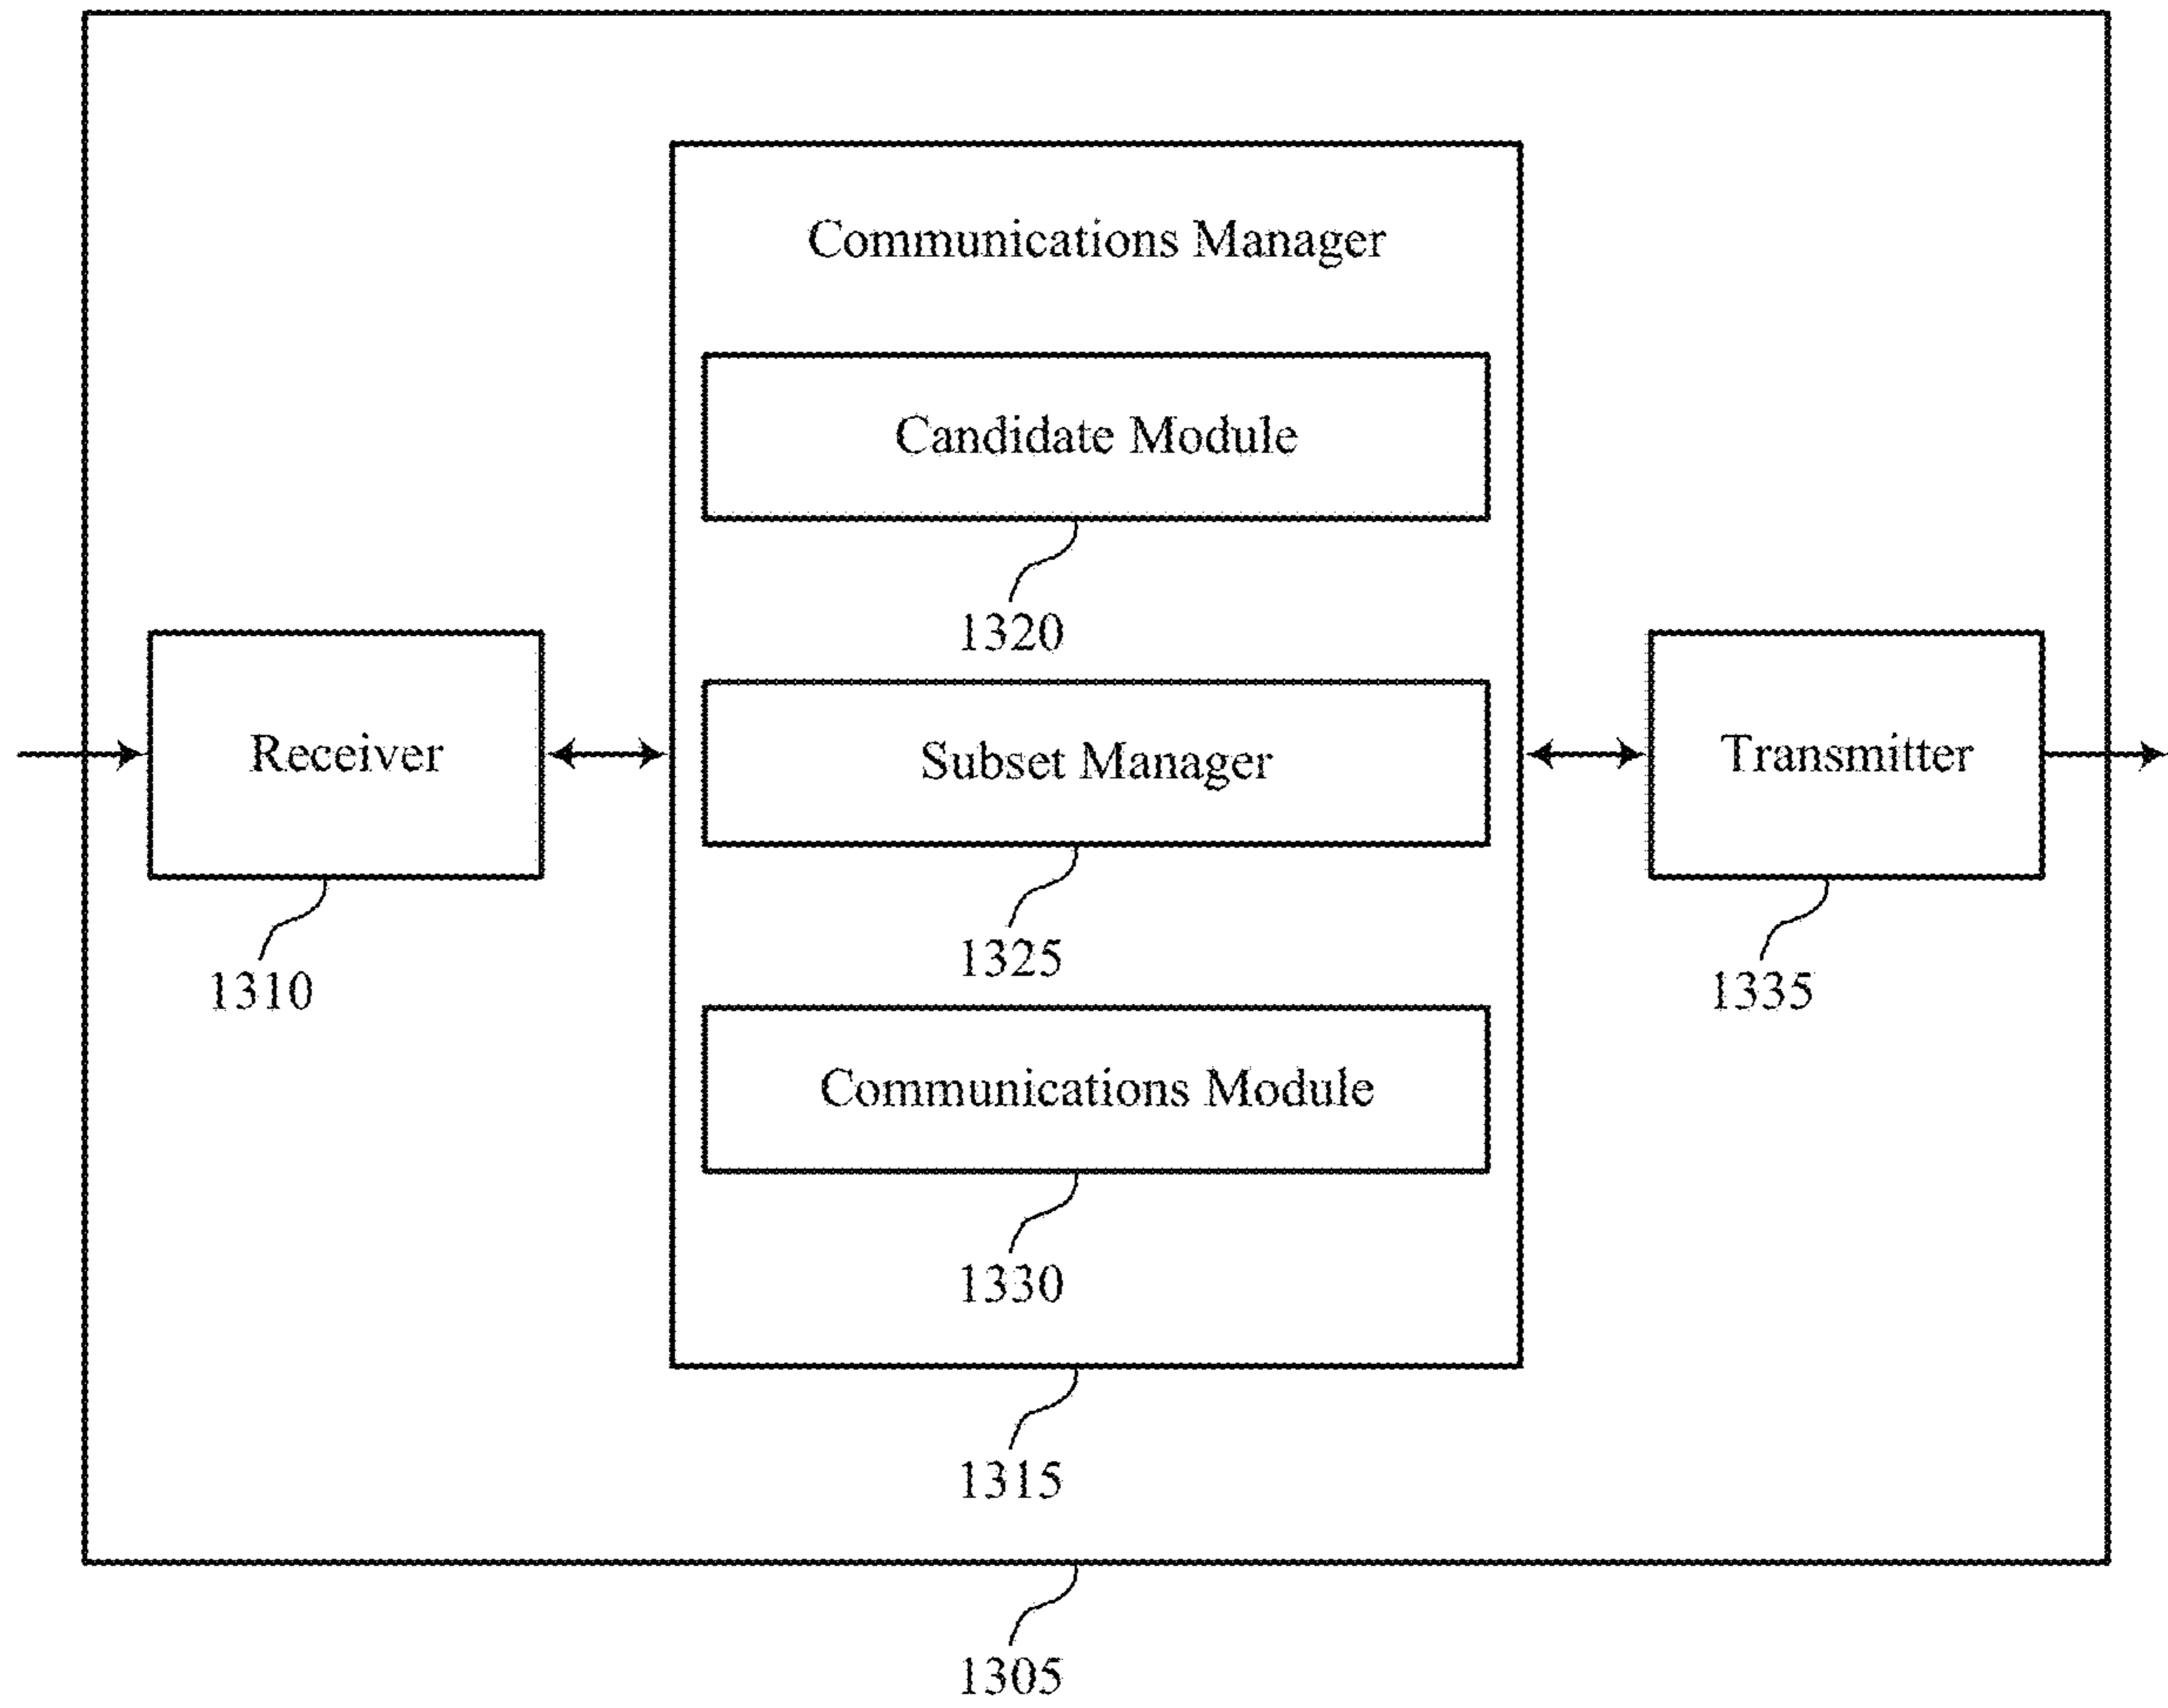 Communications Manager
Candidate Module
1320
Receiver
Subset Manager
Transmitter
1325
1310
1335
Communications Module
1330
1315
1305